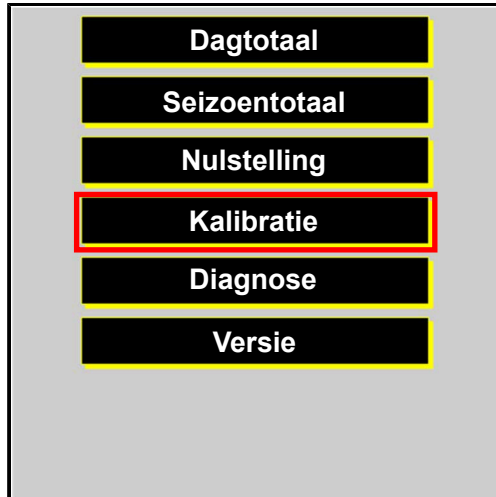 Dagtotaal
Seizoentotaal
Nulstelling
Kalibratie
Diagnose
Versie